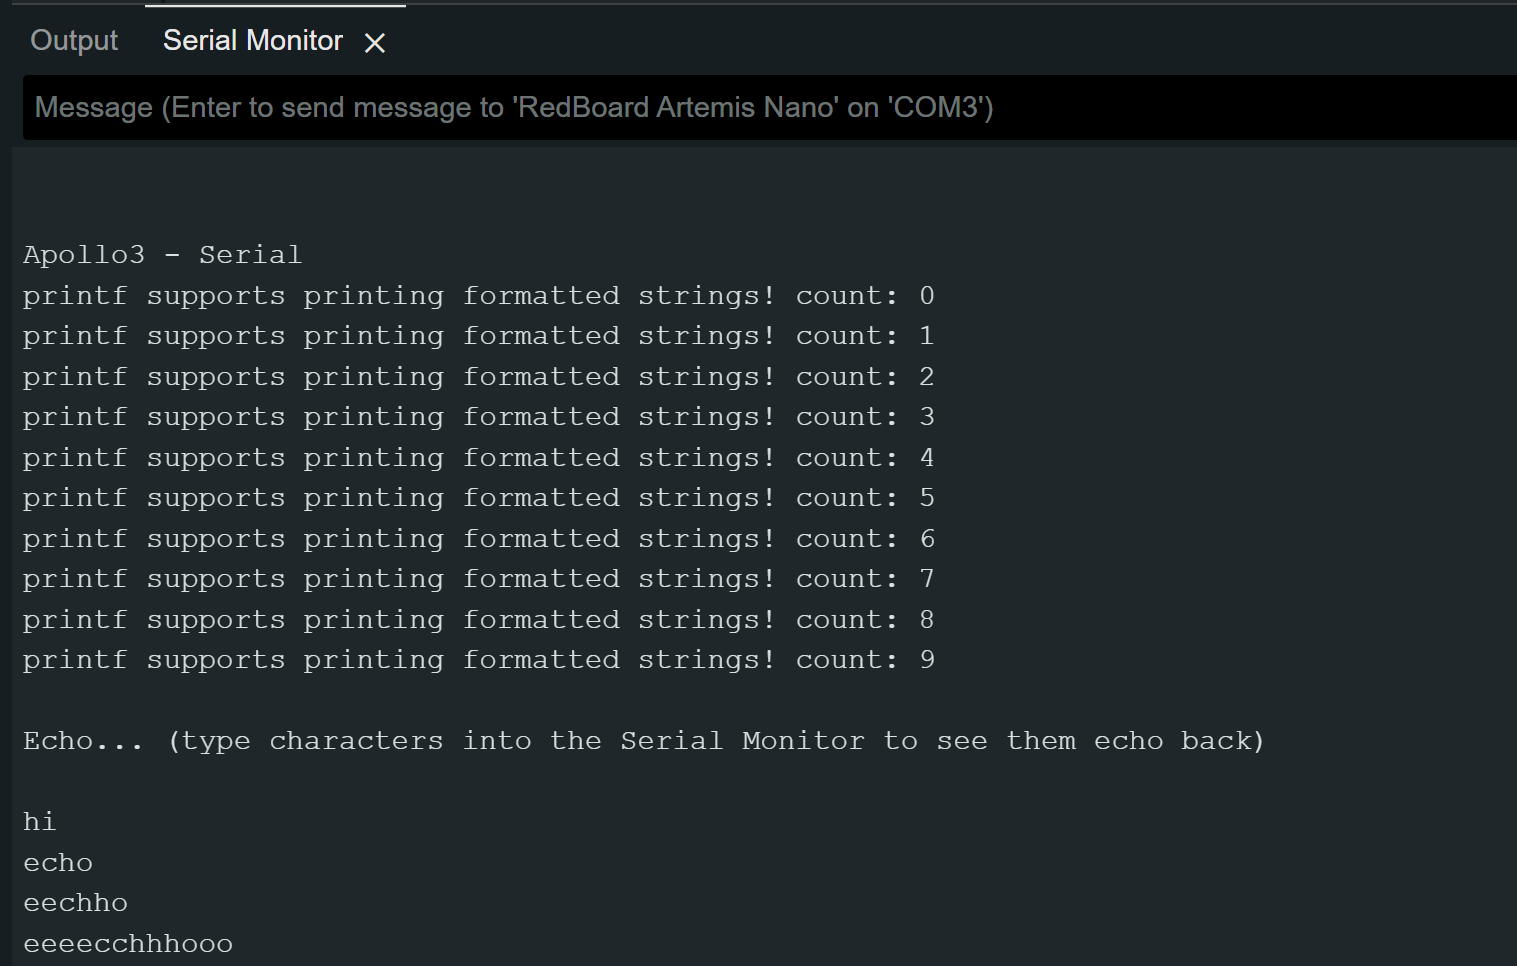 Output Serial Monitor
Message (Enter to send message to 'RedBoard Artemis Nano' on 'COM3')
Apollo3 - Serial
printf supports printing formatted strings! count: 0
printf supports printing formatted strings! count: 1
printf supports printing formatted strings! count: 2
printf supports printing formatted strings! count: 3
printf supports printing formatted strings! count: 4
printf supports printing formatted strings! count: 5
printf supports printing formatted strings! count: 6
printf supports printing formatted strings! count: 7
printf supports printing formatted strings! count: 8
printf supports printing formatted strings! count: 9
Echo... (type characters into the Serial Monitor to see them echo back)
hi
echo
eechho
eeeecchhhooo